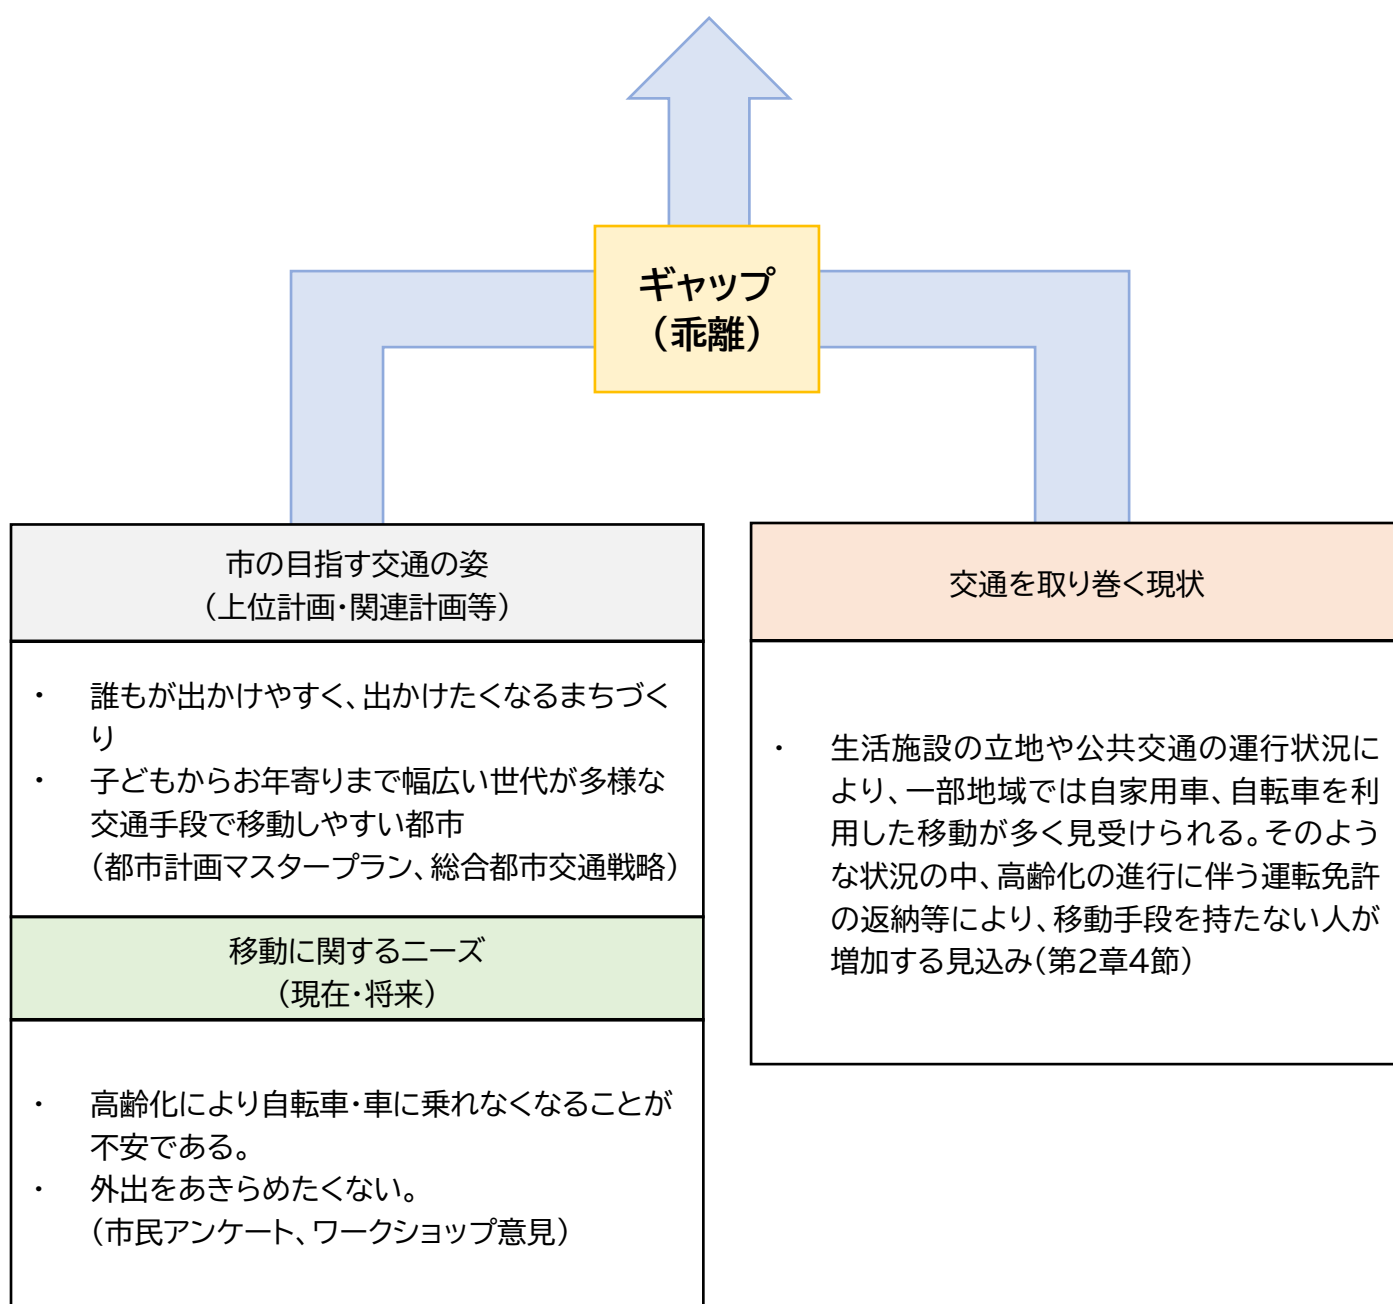 ギャップ
（乖離）
市の目指す交通の姿
（上位計画・関連計画等）
・ 誰もが出かけやすく、出かけたくなるまちづく
り
・ 子どもからお年寄りまで幅広い世代が多様な
交通手段で移動しやすい都市
（都市計画マスタープラン、総合都市交通戦略）
移動に関するニーズ
（現在・将来）
・ 高齢化により自転車・車に乗れなくなることが
不安である。
・ 外出をあきらめたくない。
（市民アンケート、ワークショップ意見）
交通を取り巻く現状
・ 生活施設の立地や公共交通の運行状況に
より、一部地域では自家用車、自転車を利
用した移動が多く見受けられる。そのよう
な状況の中、高齢化の進行に伴う運転免許
の返納等により、移動手段を持たない人が
増加する見込み（第2章4節）